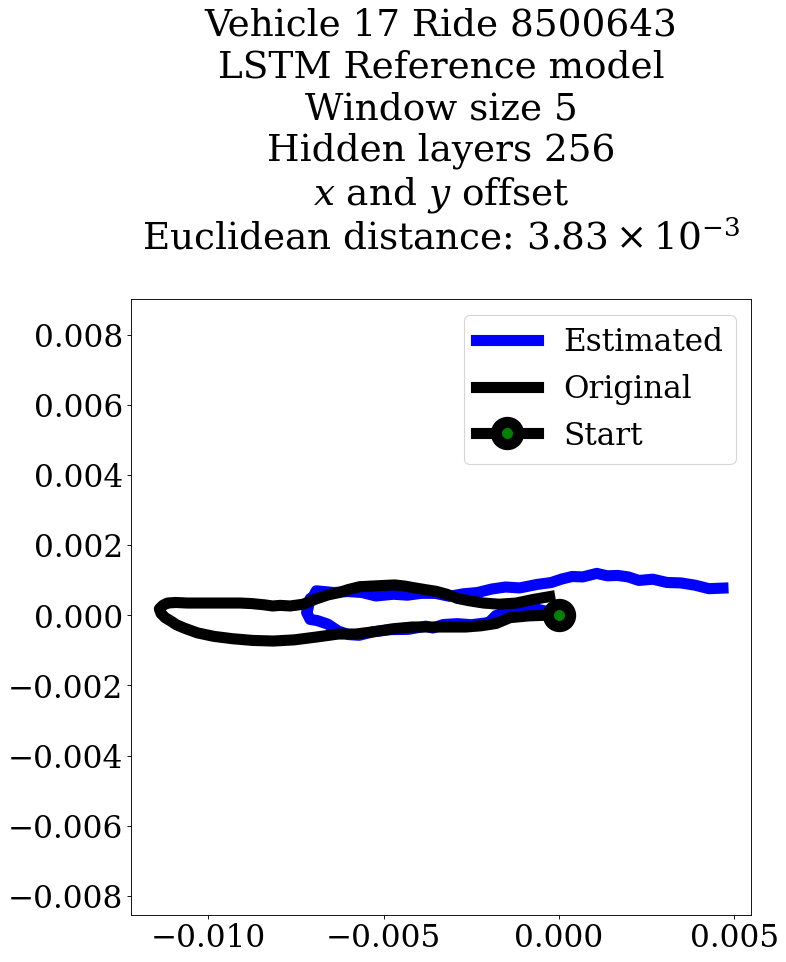 Vehicle 17 Ride 8500643
LSTM Reference model
Window size 5
Hidden layers 256
x and y offset
Euclidean distance: 3.83 × 10⁻³
Estimated
Original
Start
0.008
0.006
0.004
0.002
0.000
−0.002
−0.004
−0.006
−0.008
−0.010 −0.005 0.000 0.005